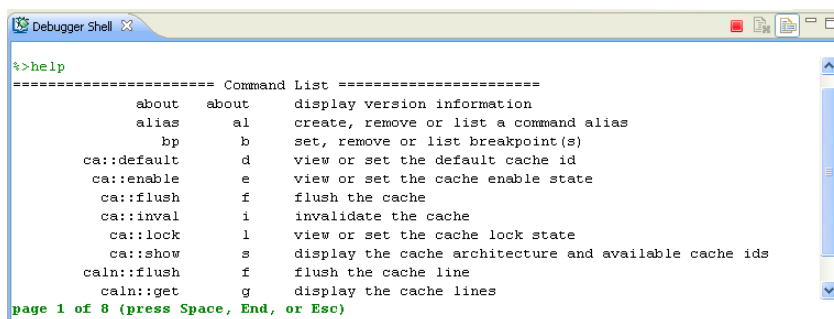 Debugger Shell
%>help
======================= Command List =======================
about about display version information
alias al create, remove or list a command alias
bp b set, remove or list breakpoint(s)
ca::default d view or set the default cache id
ca::enable e view or set the cache enable state
ca::flush f flush the cache
ca::inval i invalidate the cache
ca::lock l view or set the cache lock state
ca::show s display the cache architecture and available cache ids
caln::flush f flush the cache line
caln::get g display the cache lines
page 1 of 8 (press Space, End, or Esc)